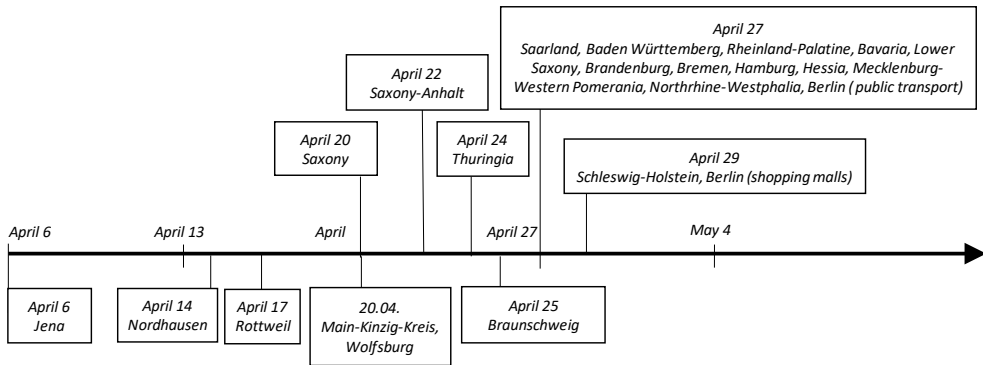 April 27
Saarland, Baden Württemberg, Rheinland-Palatine, Bavaria, Lower
Saxony, Brandenburg, Bremen, Hamburg, Hessia, Mecklenburg-
Western Pomerania, Northrhine-Westphalia, Berlin ( public transport)
April 22
Saxony-Anhalt
April 20
Saxony
April 24
Thuringia
April 29
Schleswig-Holstein, Berlin (shopping malls)
April 6
April 13
April
April 27
May 4
April 6
Jena
April 14
Nordhausen
April 17
Rottweil
20.04.
Main-Kinzig-Kreis,
Wolfsburg
April 25
Braunschweig